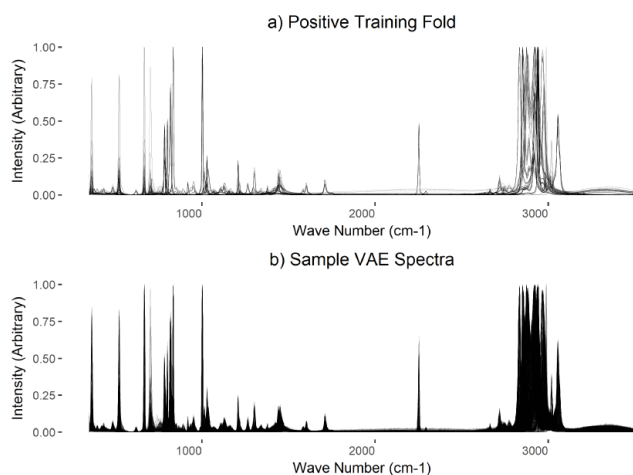 a) Positive Training Fold
Intensity (Arbitrary)
1.00
0.75
0.50
0.25
0.00
1000 2000 3000
Wave Number (cm-1)
b) Sample VAE Spectra
Intensity (Arbitrary)
1.00
0.75
0.50
0.25
0.00
1000 2000 3000
Wave Number (cm-1)